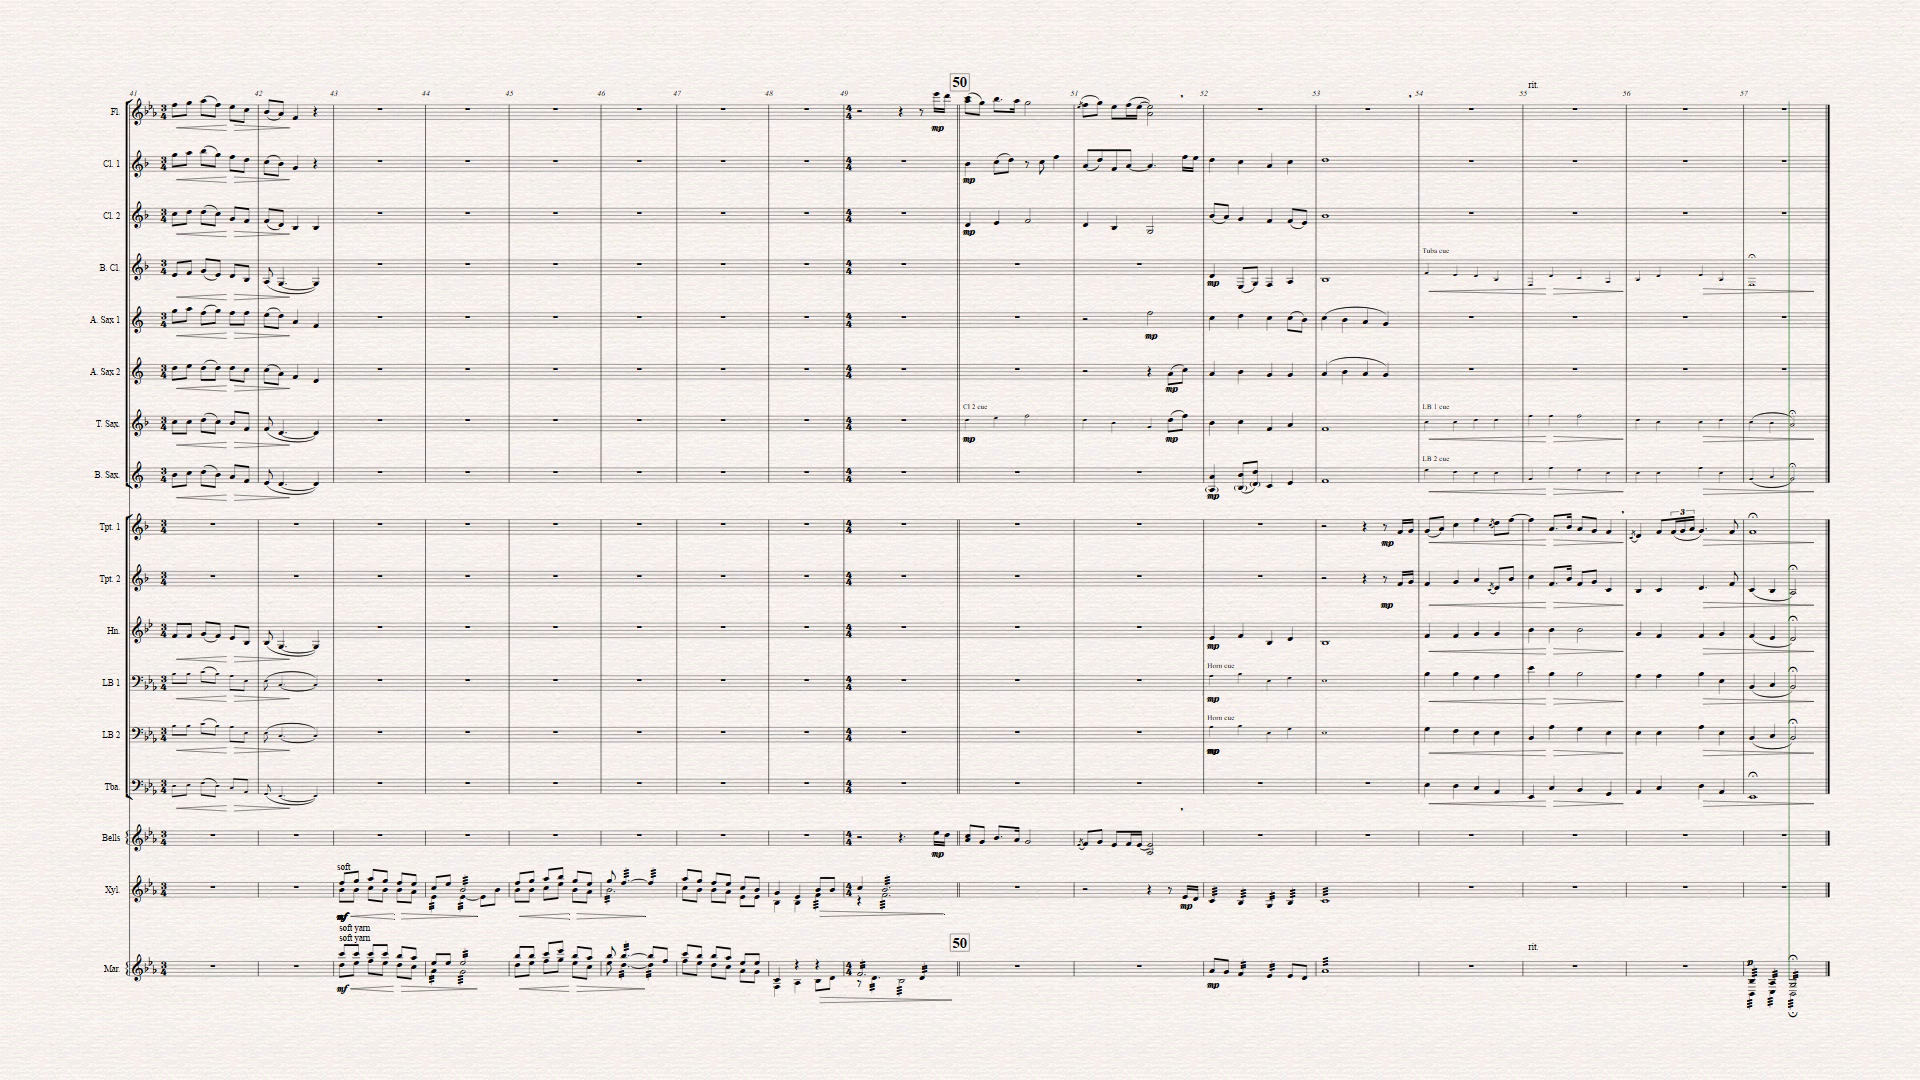 50
41 42 43 44 45 46 47 48 49 51 52 53 54 55 56 57
rit.
Fl.
mp
Cl. 1
mp
Cl. 2
mp
Tuba cue
B. Cl.
mp
A. Sax 1
mp
A. Sax 2
mp
Cl 2 cue LB 1 cue
T. Sax.
mp mp
LB 2 cue
B. Sax.
mp
3
Tpt. 1
mp
Tpt. 2
mp
Hn.
mp
Horn cue
LB 1
mp
Horn cue
LB 2
mp
Tba.
Bells
mp
soft
Xyl.
mf mp
soft yarn
soft yarn
50
rit.
p
Mar.
mf mp